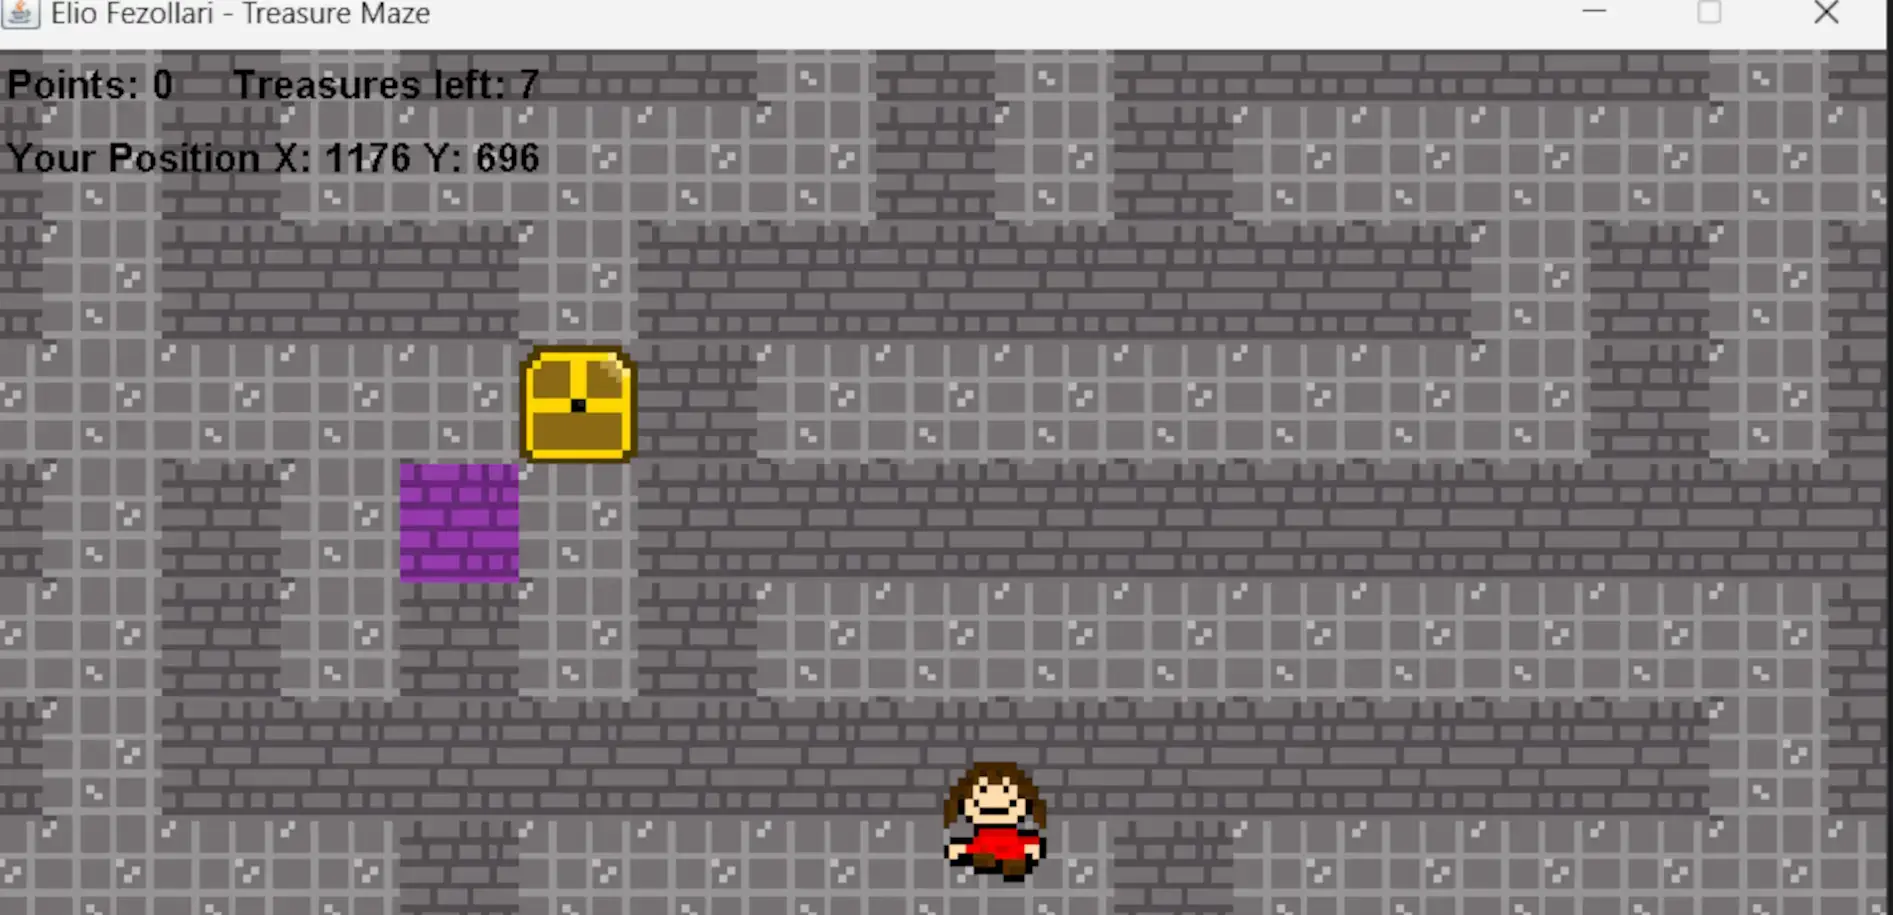 Elio Fezollari - Treasure Maze
Points: 0 Treasures left: 7
Your Position X: 1176 Y: 696